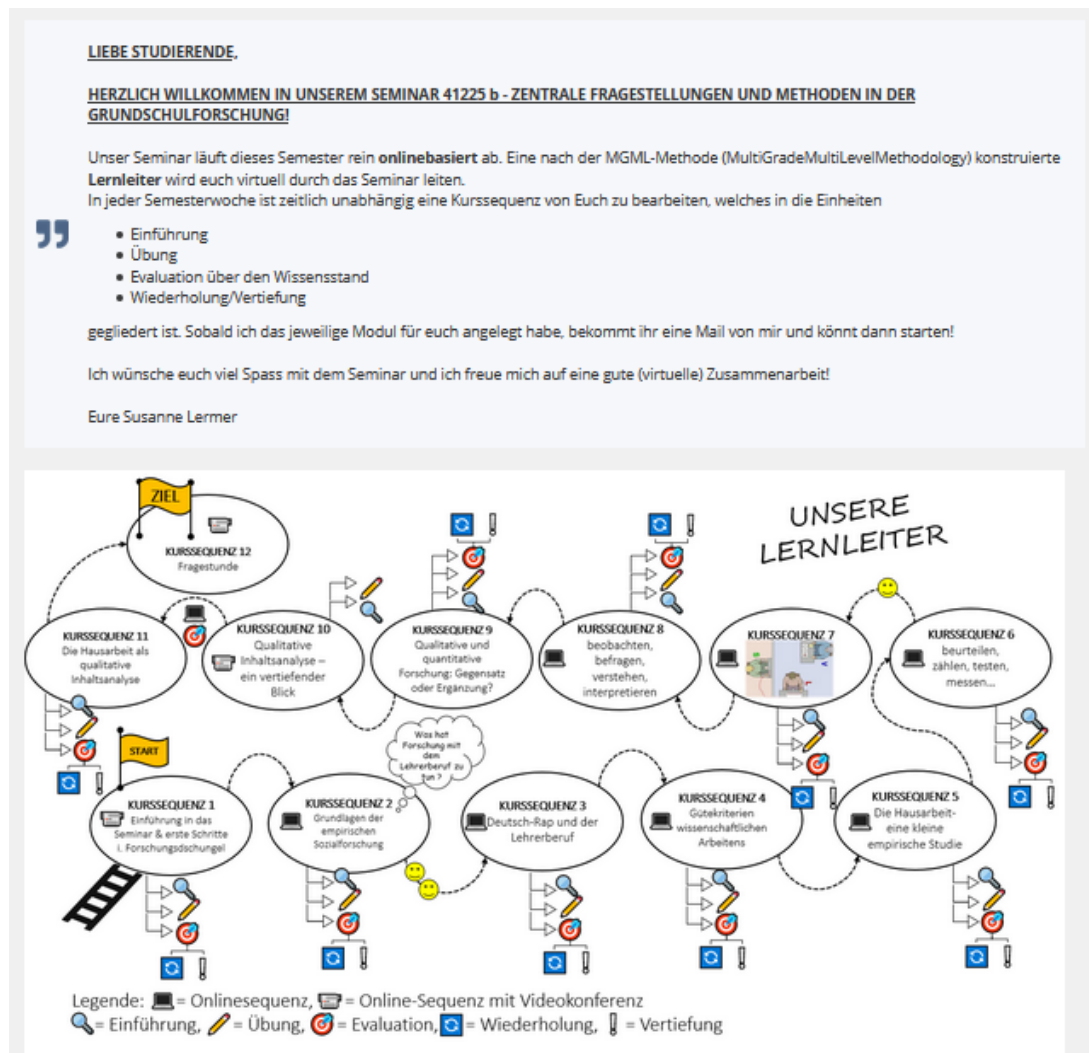 LIEBE STUDIERENDE,
HERZLICH WILLKOMMEN IN UNSEREM SEMINAR 41225 b - ZENTRALE FRAGESTELLUNGEN UND METHODEN IN DER
GRUNDSCHULFORSCHUNG!
Unser Seminar läuft dieses Semester rein onlinebasiert ab. Eine nach der MGML-Methode (MultiGradeMultiLevelMethodology) konstruierte
Lernleiter wird euch virtuell durch das Seminar leiten.
In jeder Semesterwoche ist zeitlich unabhängig eine Kurssequenz von Euch zu bearbeiten, welches in die Einheiten
• Einführung
• Übung
• Evaluation über den Wissensstand
• Wiederholung/Vertiefung
gegliedert ist. Sobald ich das jeweilige Modul für euch angelegt habe, bekommt ihr eine Mail von mir und könnt dann starten!
Ich wünsche euch viel Spass mit dem Seminar und ich freue mich auf eine gute (virtuelle) Zusammenarbeit!
Eure Susanne Lermer
UNSERE
LERNLEITER
ZIEL
KURSSEQUENZ 12
Fragestunde
KURSSEQUENZ 11
Die Hausarbeit als
qualitative
Inhaltsanalyse
KURSSEQUENZ 10
Qualitative
Inhaltsanalyse –
ein vertiefender
Blick
KURSSEQUENZ 9
Qualitative und
quantitative
Forschung: Gegensatz
oder Ergänzung?
KURSSEQUENZ 8
beobachten,
befragen,
verstehen,
interpretieren
KURSSEQUENZ 7
KURSSEQUENZ 6
beurteilen,
zählen, testen,
messen...
START
KURSSEQUENZ 1
Einführung in das
Seminar & erste Schritte
i. Forschungsdschungel
Was hat
Forschung mit
dem
Lehrerberuf zu
tun ?
KURSSEQUENZ 2
Grundlagen der
empirischen
Sozialforschung
KURSSEQUENZ 3
Deutsch-Rap und der
Lehrerberuf
KURSSEQUENZ 4
Gütekriterien
wissenschaftlichen
Arbeitens
KURSSEQUENZ 5
Die Hausarbeit-
eine kleine
empirische Studie
Legende: = Onlinesequenz, = Online-Sequenz mit Videokonferenz
= Einführung, = Übung, = Evaluation, = Wiederholung, = Vertiefung